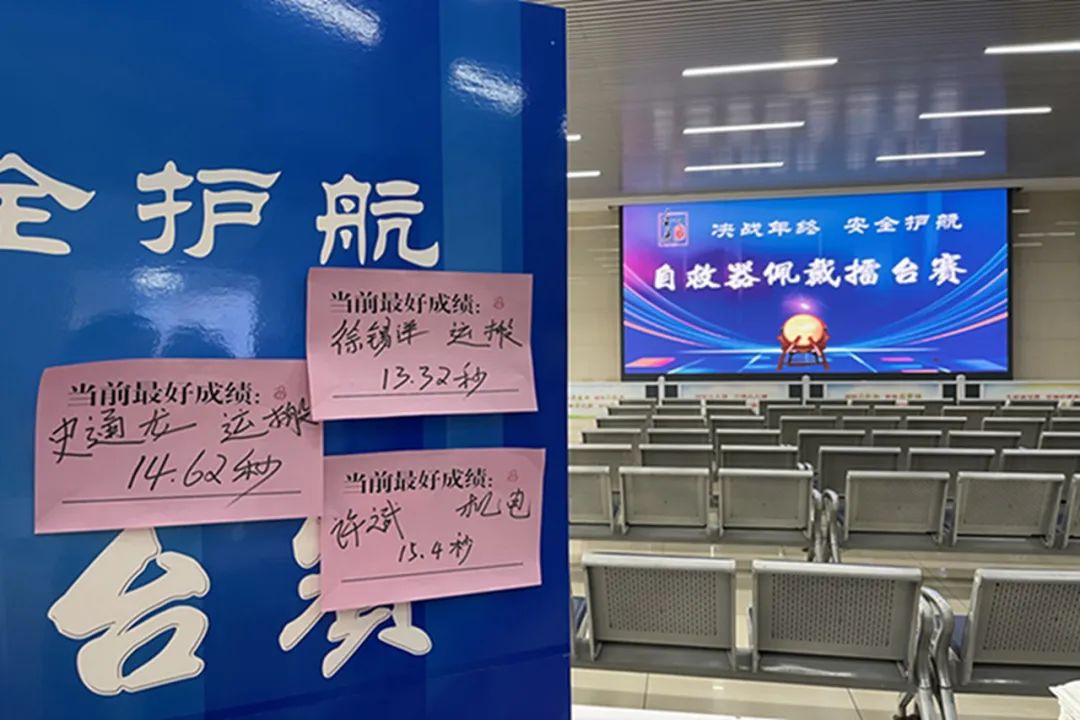 全护航
当前最好成绩:
徐锡洋 运搬
13.32秒
当前最好成绩:
史通龙 运搬
14.62秒
当前最好成绩:
许斌 机电
15.4秒
台赛
决战年终 安全护航
自救器佩戴擂台赛